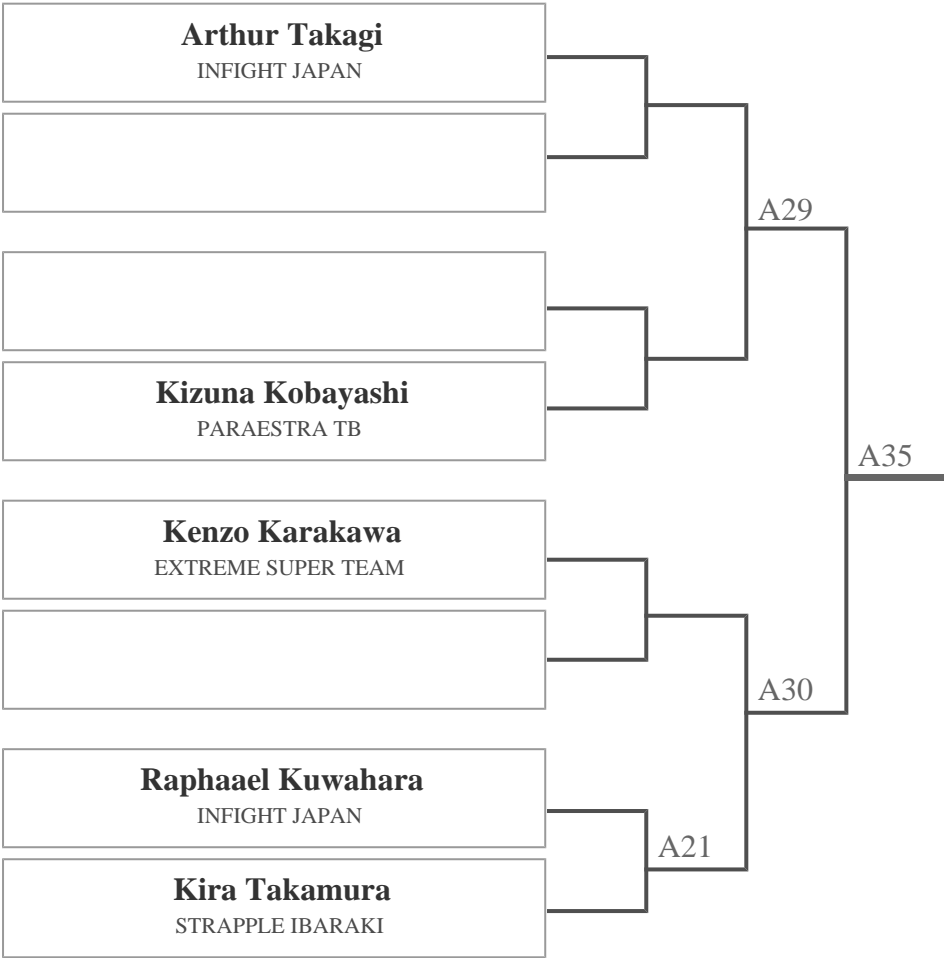 Arthur Takagi
INFIGHT JAPAN
A29
Kizuna Kobayashi
PARAESTRA TB
A35
Kenzo Karakawa
EXTREME SUPER TEAM
A30
Raphaael Kuwahara
INFIGHT JAPAN
A21
Kira Takamura
STRAPPLE IBARAKI